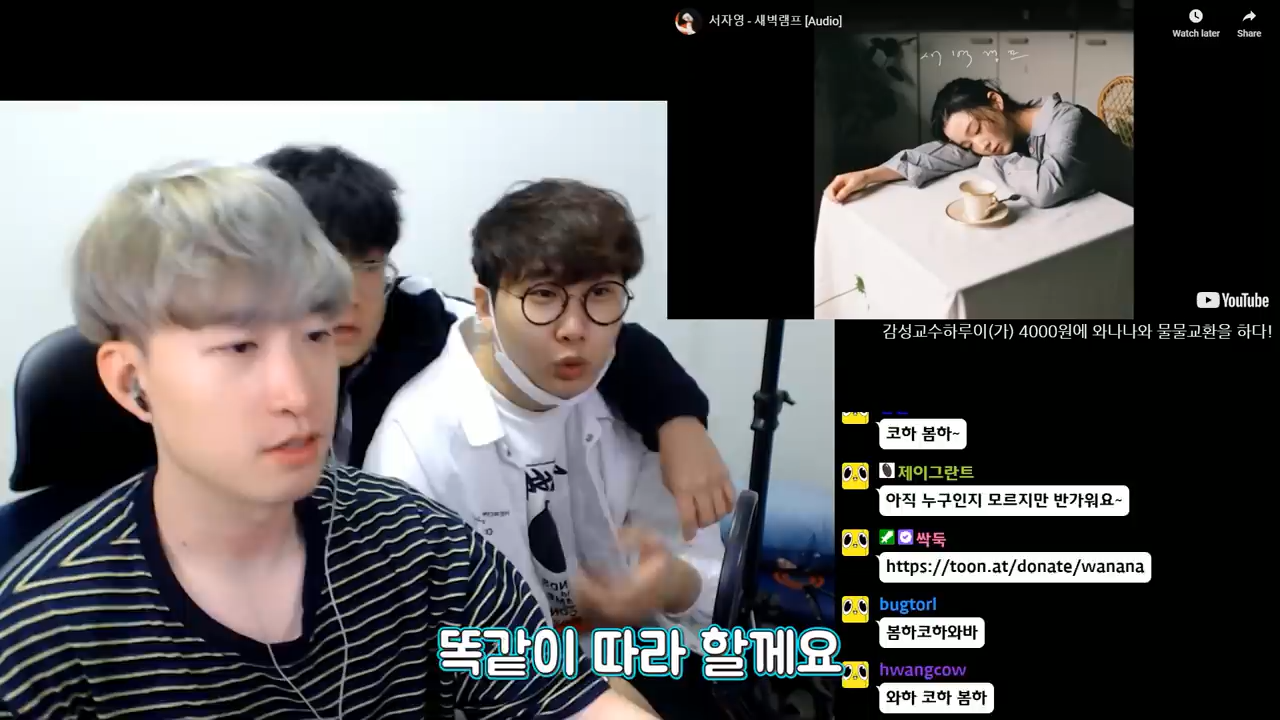 서자영 - 새벽램프 [Audio]
Watch later
Share
새벽램프
YouTube
감성교수하루이(가) 4000원에 와나나와 물물교환을 하다!
코하 봄하~
제이그란트
아직 누구인지 모르지만 반가워요~
싹둑
https://toon.at/donate/wanana
bugtorl
봄하코하와바
hwangcow
와하 코하 봄하
똑같이 따라 할께요